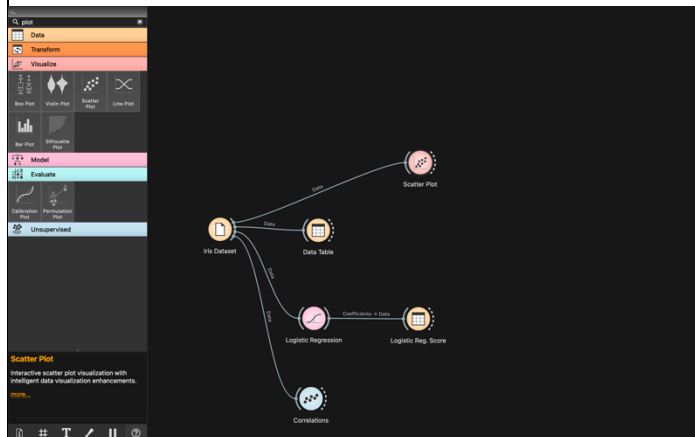 plot
Data
Transform
Visualize
Box Plot
Violin Plot
Scatter
Plot
Line Plot
Bar Plot
Silhouette
Plot
Model
Evaluate
Calibration
Plot
Permutation
Plot
Unsupervised
Scatter Plot
Interactive scatter plot visualization with
intelligent data visualization enhancements.
more...
T
Data
Scatter Plot
Iris Dataset
Data
Data Table
Data
Logistic Regression
Coefficients → Data
Logistic Reg. Score
Data
Correlations